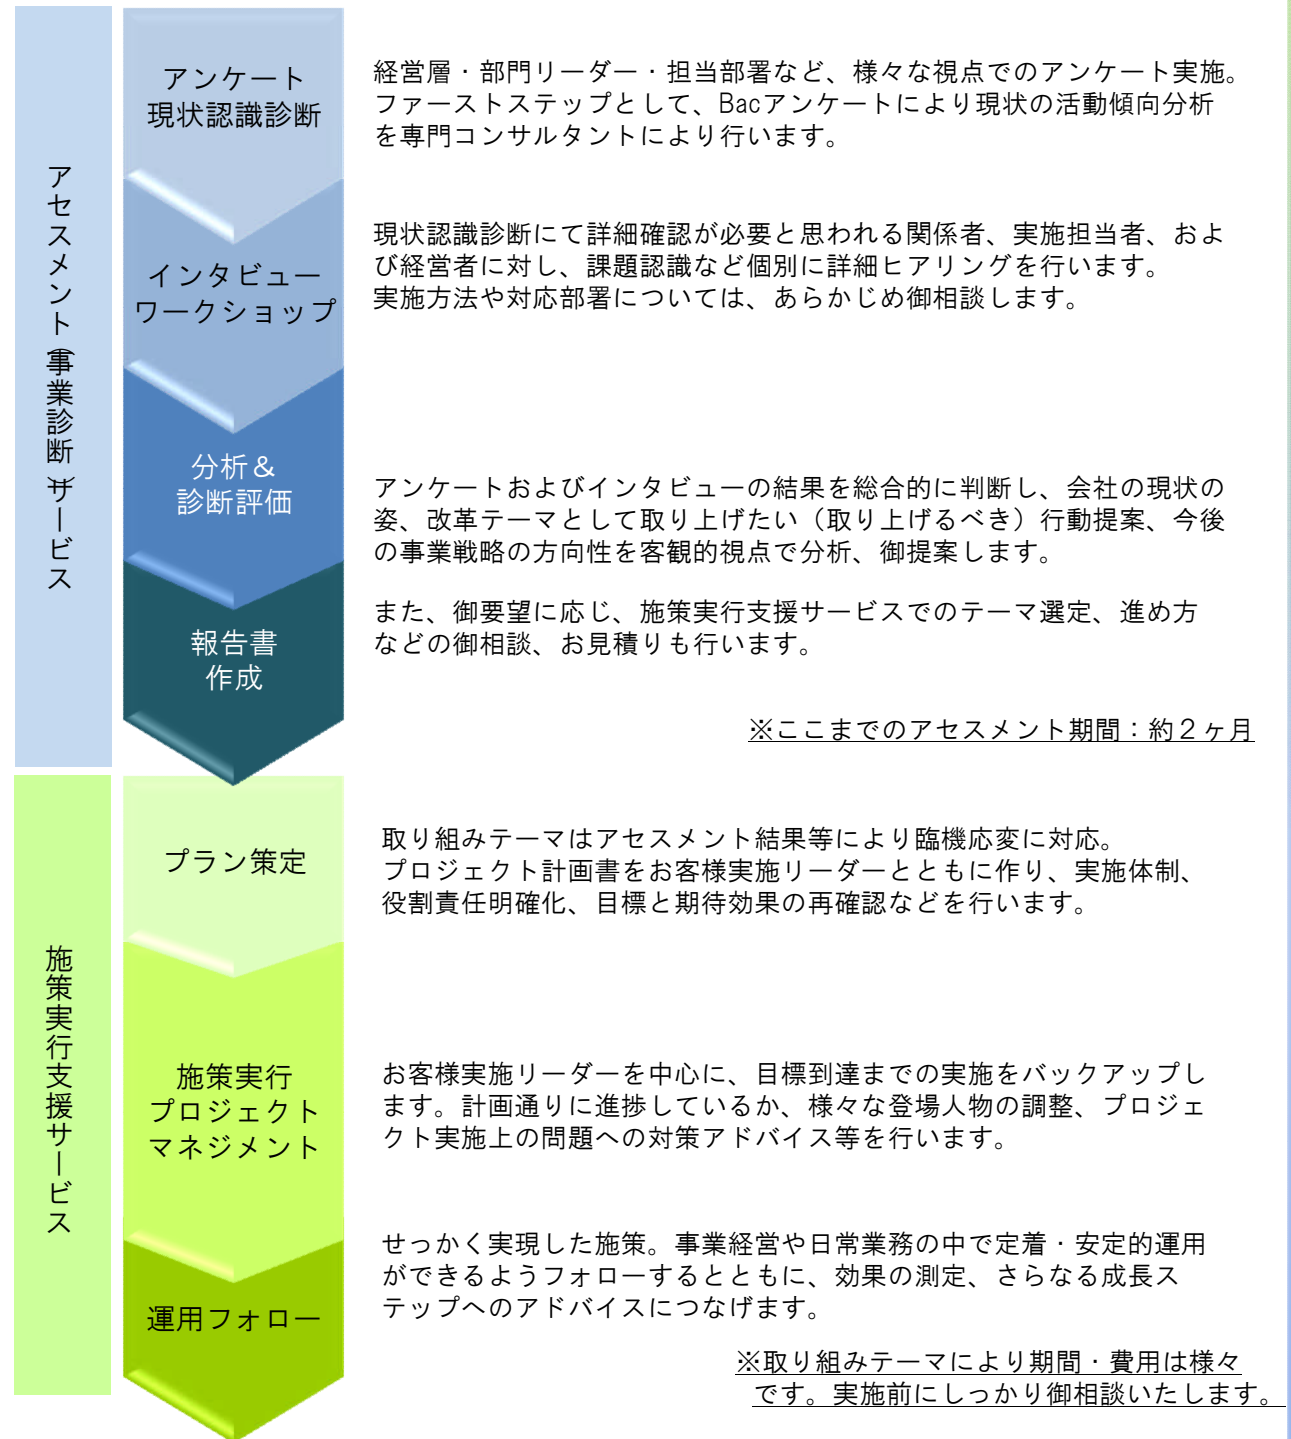 アセスメント（事業診断）サービス
アンケート
現状認識診断
経営層・部門リーダー・担当部署など、様々な視点でのアンケート実施。
ファーストステップとして、Bacアンケートにより現状の活動傾向分析
を専門コンサルタントにより行います。
インタビュー
ワークショップ
現状認識診断にて詳細確認が必要と思われる関係者、実施担当者、およ
び経営者に対し、課題認識など個別に詳細ヒアリングを行います。
実施方法や対応部署については、あらかじめ御相談します。
分析＆
診断評価
アンケートおよびインタビューの結果を総合的に判断し、会社の現状の
姿、改革テーマとして取り上げたい（取り上げるべき）行動提案、今後
の事業戦略の方向性を客観的視点で分析、御提案します。
報告書
作成
また、御要望に応じ、施策実行支援サービスでのテーマ選定、進め方
などの御相談、お見積りも行います。
※ここまでのアセスメント期間：約２ヶ月
施策実行支援サービス
プラン策定
取り組みテーマはアセスメント結果等により臨機応変に対応。
プロジェクト計画書をお客様実施リーダーとともに作り、実施体制、
役割責任明確化、目標と期待効果の再確認などを行います。
施策実行
プロジェクト
マネジメント
お客様実施リーダーを中心に、目標到達までの実施をバックアップし
ます。計画通りに進捗しているか、様々な登場人物の調整、プロジェ
クト実施上の問題への対策アドバイス等を行います。
運用フォロー
せっかく実現した施策。事業経営や日常業務の中で定着・安定的運用
ができるようフォローするとともに、効果の測定、さらなる成長ス
テップへのアドバイスにつなげます。
※取り組みテーマにより期間・費用は様々
です。実施前にしっかり御相談いたします。